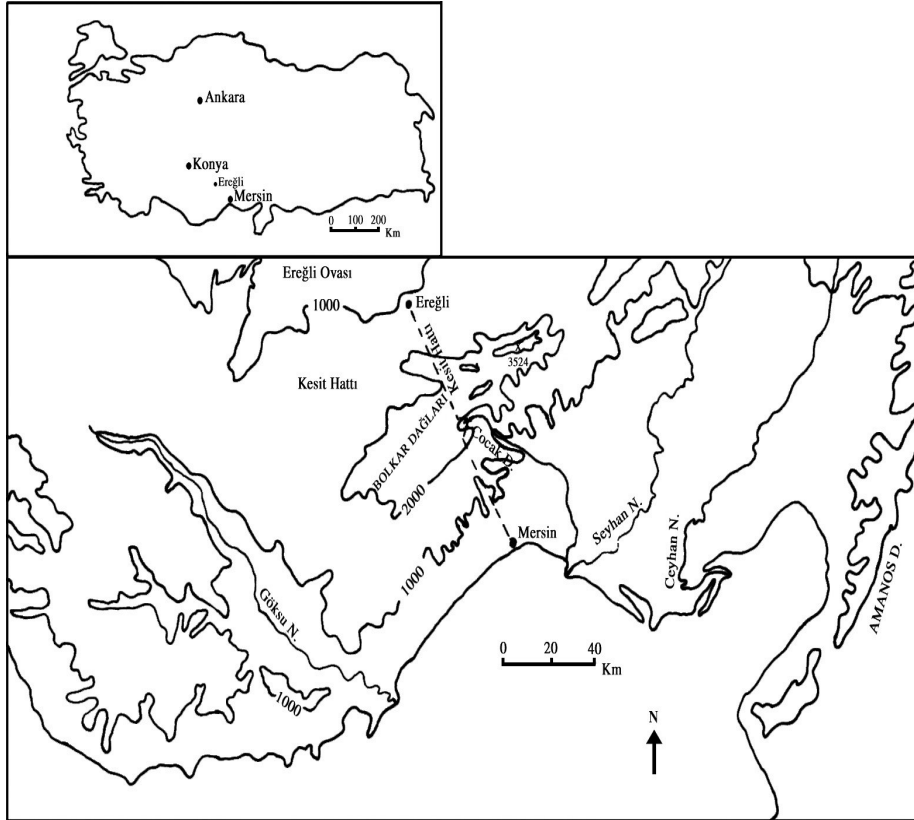 Ankara
Konya
Ereğli
Mersin
0 100 200
Km
Ereğli Ovası
1000
Ereğli
Kesit Hattı
3524
Kesit Hattı
BOLKAR DAĞLARI
Cocak D.
2000
Mersin
1000
Seyhan N.
Ceyhan N.
AMANOS D.
Göksu N.
1000
0 20 40
Km
N